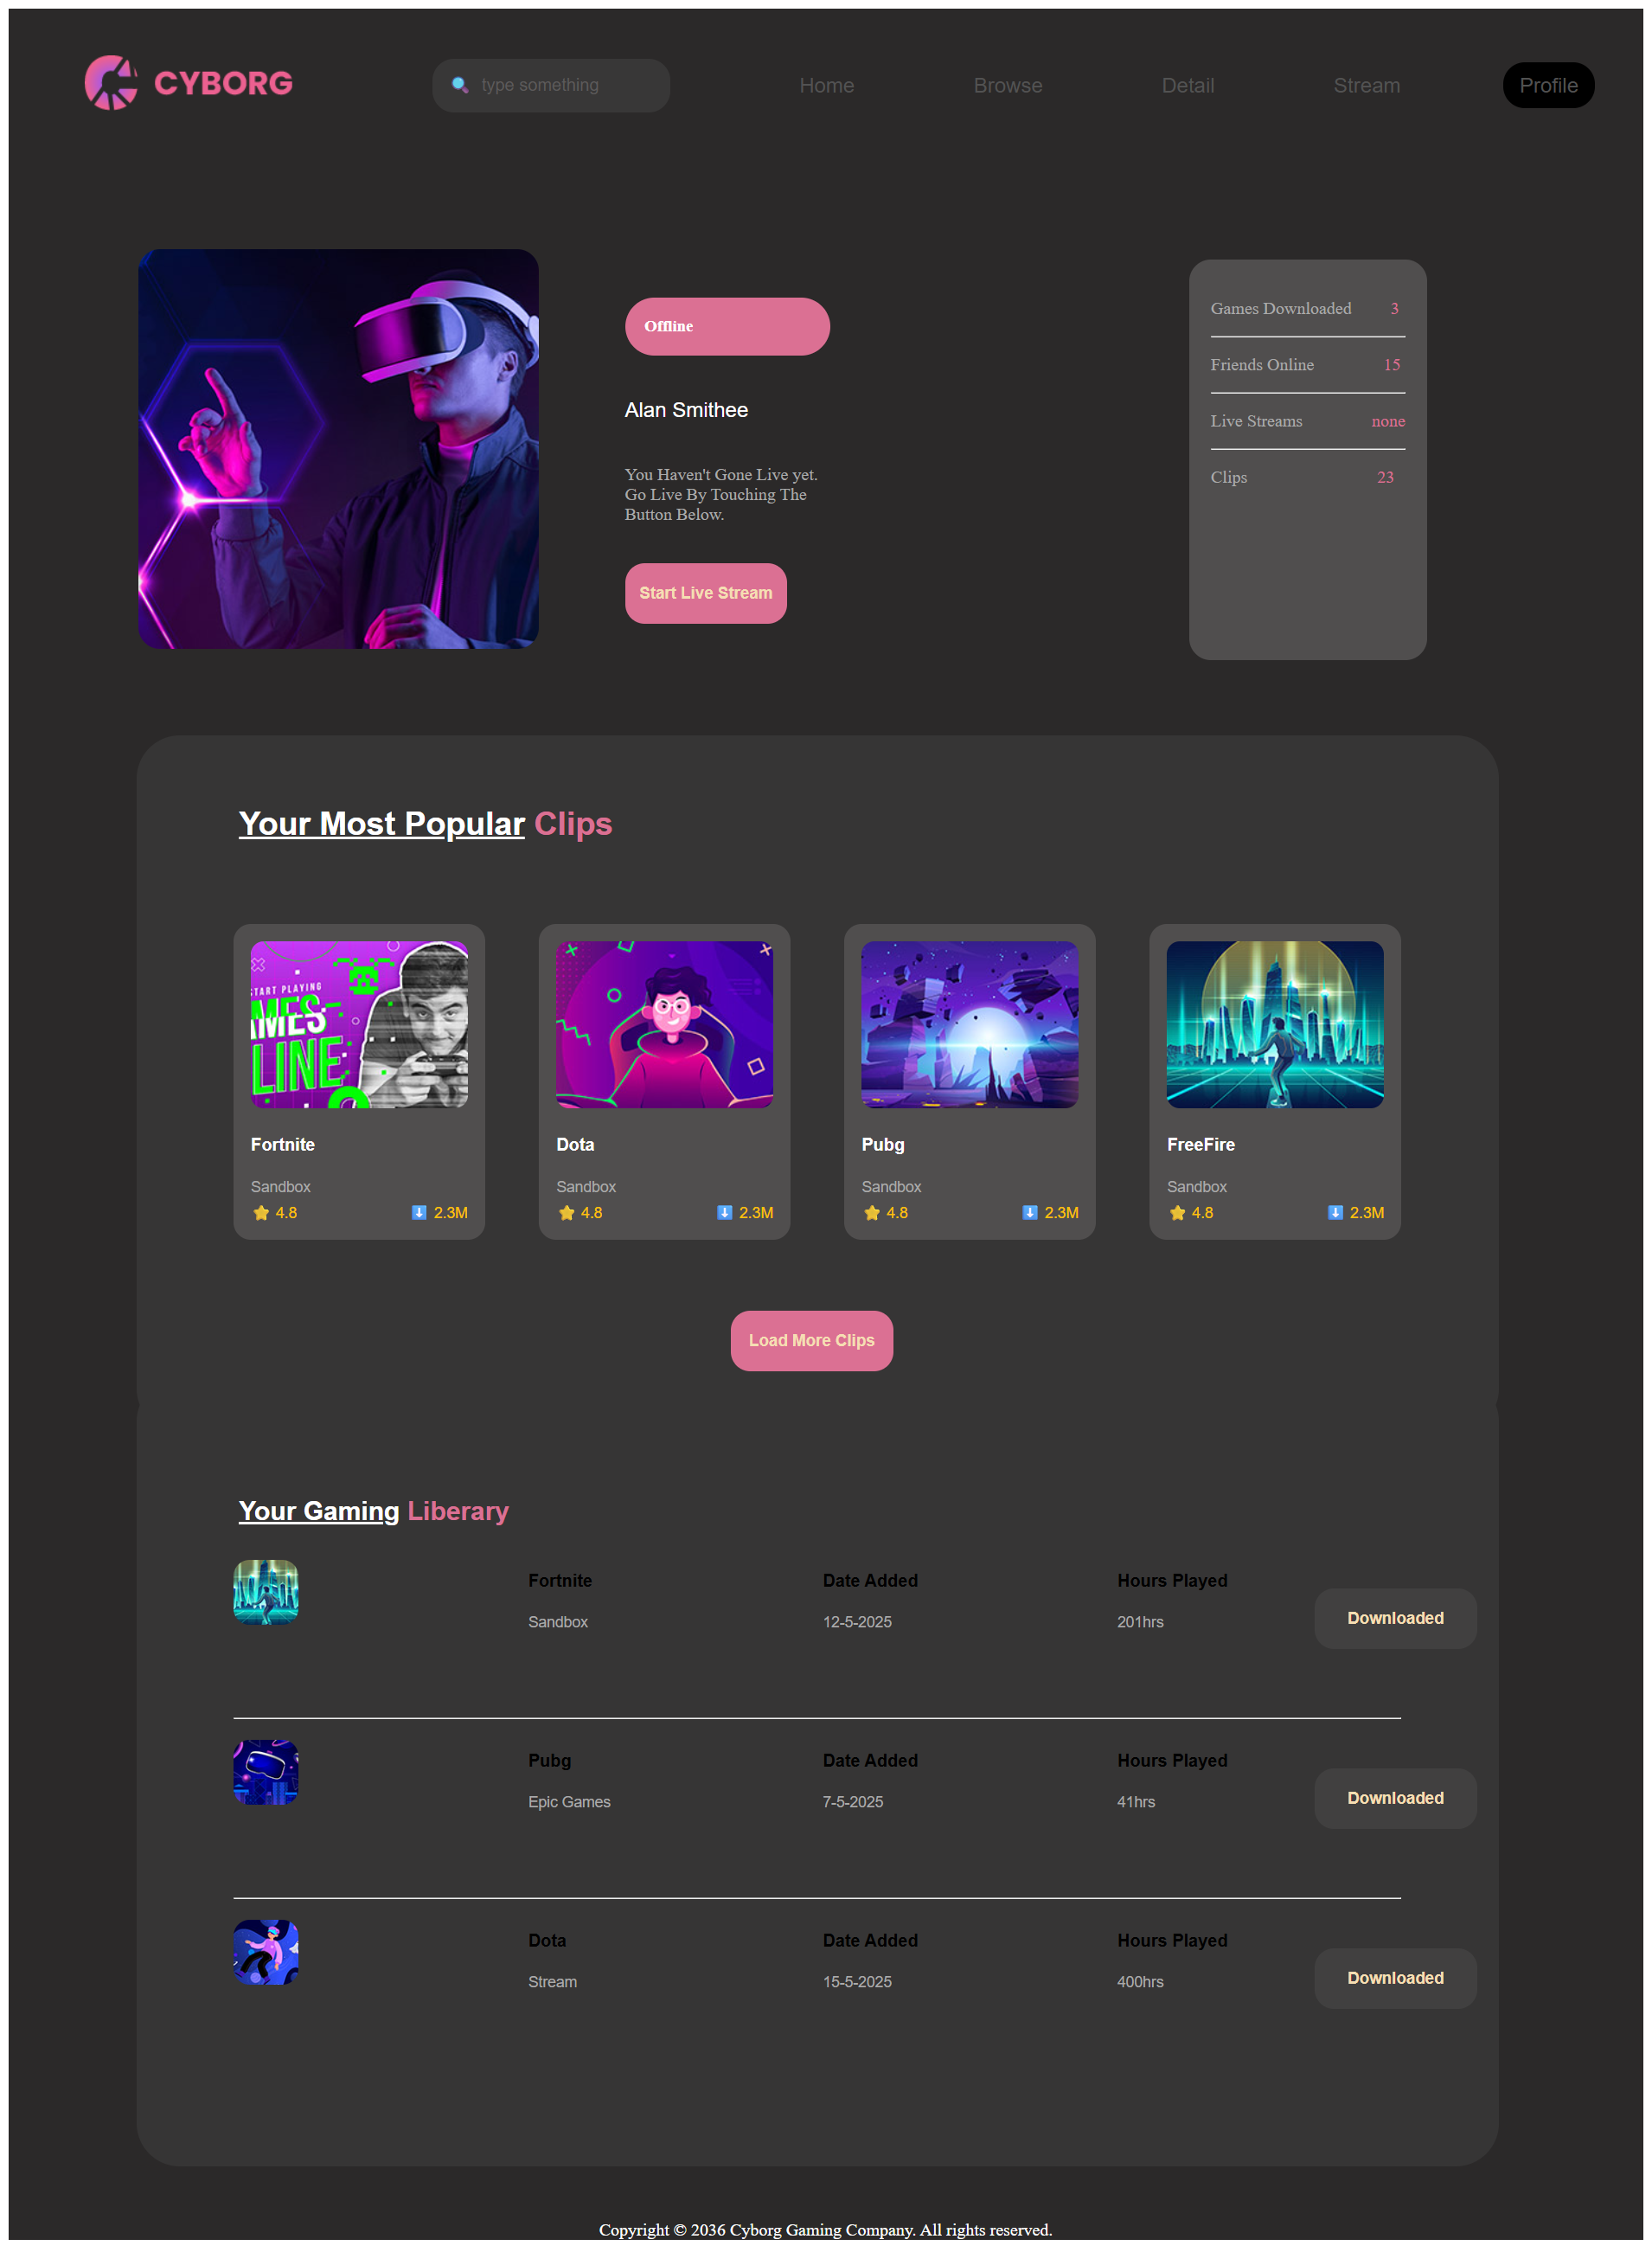 CYBORG
type something
Home
Browse
Detail
Stream
Profile
Offline
Alan Smithee
You Haven't Gone Live yet.
Go Live By Touching The
Button Below.
Start Live Stream
Games Downloaded 3
Friends Online 15
Live Streams none
Clips 23
Your Most Popular Clips
START PLAYING
AMES
LINE
Fortnite
Sandbox
4.8 2.3M
Dota
Sandbox
4.8 2.3M
Pubg
Sandbox
4.8 2.3M
FreeFire
Sandbox
4.8 2.3M
Load More Clips
Your Gaming Liberary
Fortnite Date Added Hours Played
Sandbox 12-5-2025 201hrs
Downloaded
Pubg Date Added Hours Played
Epic Games 7-5-2025 41hrs
Downloaded
Dota Date Added Hours Played
Stream 15-5-2025 400hrs
Downloaded
Copyright © 2036 Cyborg Gaming Company. All rights reserved.